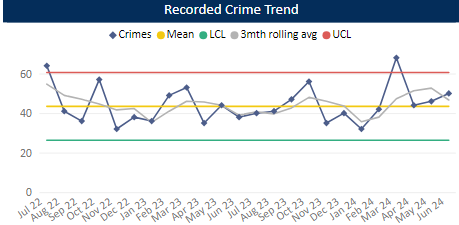 Recorded Crime Trend
Crimes Mean LCL 3mth rolling avg UCL
60
40
20
0
Jul 22 Aug 22 Sep 22 Oct 22 Nov 22 Dec 22 Jan 23 Feb 23 Mar 23 Apr 23 May 23 Jun 23 Jul 23 Aug 23 Sep 23 Oct 23 Nov 23 Dec 23 Jan 24 Feb 24 Mar 24 Apr 24 May 24 Jun 24